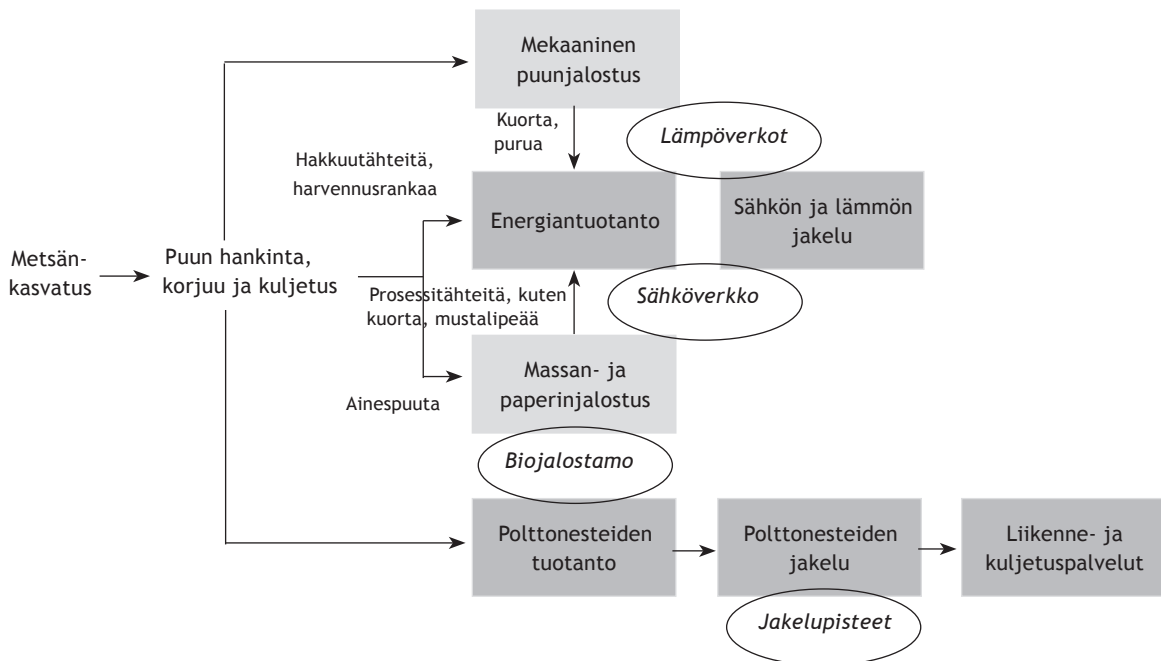 Mekaaninen
puunjalostus
Kuorta,
purua
Lämpöverkot
Hakkuutähteitä,
harvennusrankaa
Energiantuotanto
Sähkön ja lämmön
jakelu
Metsän-
kasvatus
Puun hankinta,
korjuu ja kuljetus
Prosessitähteitä, kuten
kuorta, mustalipeää
Sähköverkko
Massan- ja
paperinjalostus
Ainespuuta
Biojalostamo
Polttonesteiden
tuotanto
Polttonesteiden
jakelu
Liikenne- ja
kuljetuspalvelut
Jakelupisteet